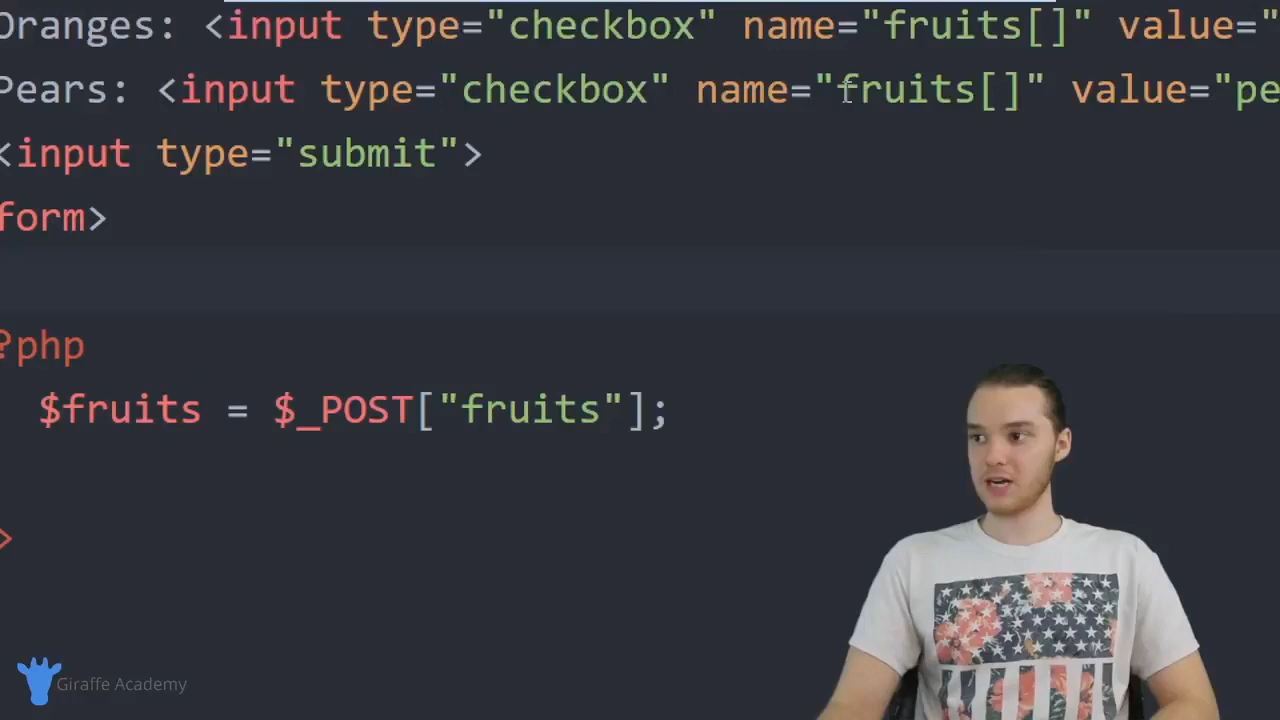 Oranges: <input type="checkbox" name="fruits[]" value="
Pears: <input type="checkbox" name="fruits[]" value="pe
<input type="submit">
form>
?php
$fruits = $_POST["fruits"];
>
Giraffe Academy